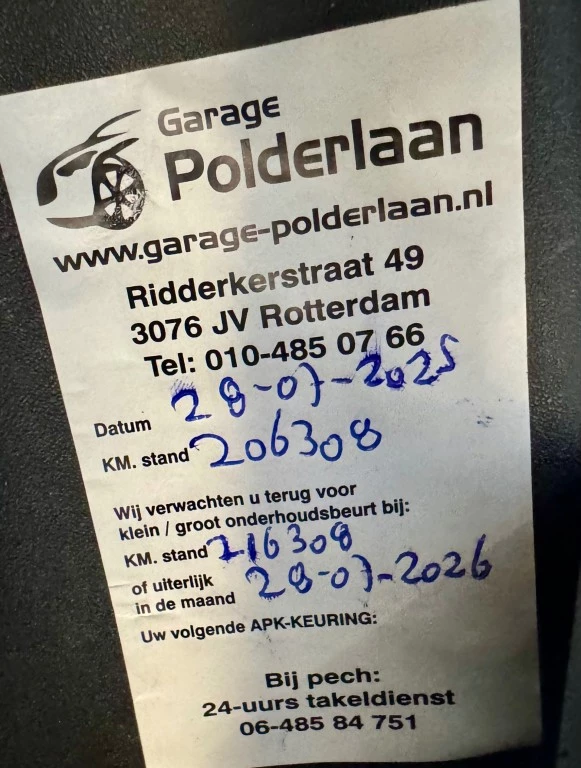 Garage
Polderlaan
www.garage-polderlaan.nl
Ridderkerstraat 49
3076 JV Rotterdam
Tel: 010-485 07 66
Datum 28-07-2025
KM. stand 206308
Wij verwachten u terug voor
klein / groot onderhoudsbeurt bij:
KM. stand 216308
of uiterlijk
in de maand 28-07-2026
Uw volgende APK-KEURING:
Bij pech:
24-uurs takeldienst
06-485 84 751